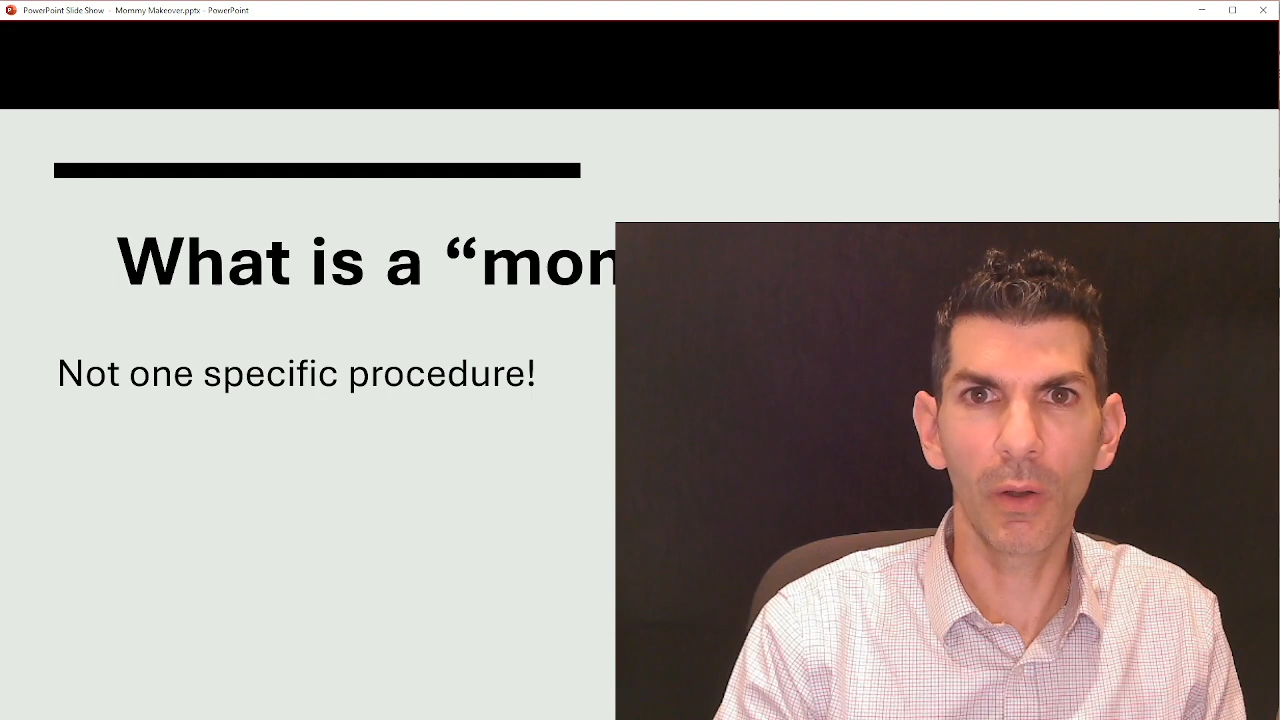 PowerPoint Slide Show - Mommy Makeover.pptx - PowerPoint
What is a “mom
Not one specific procedure!